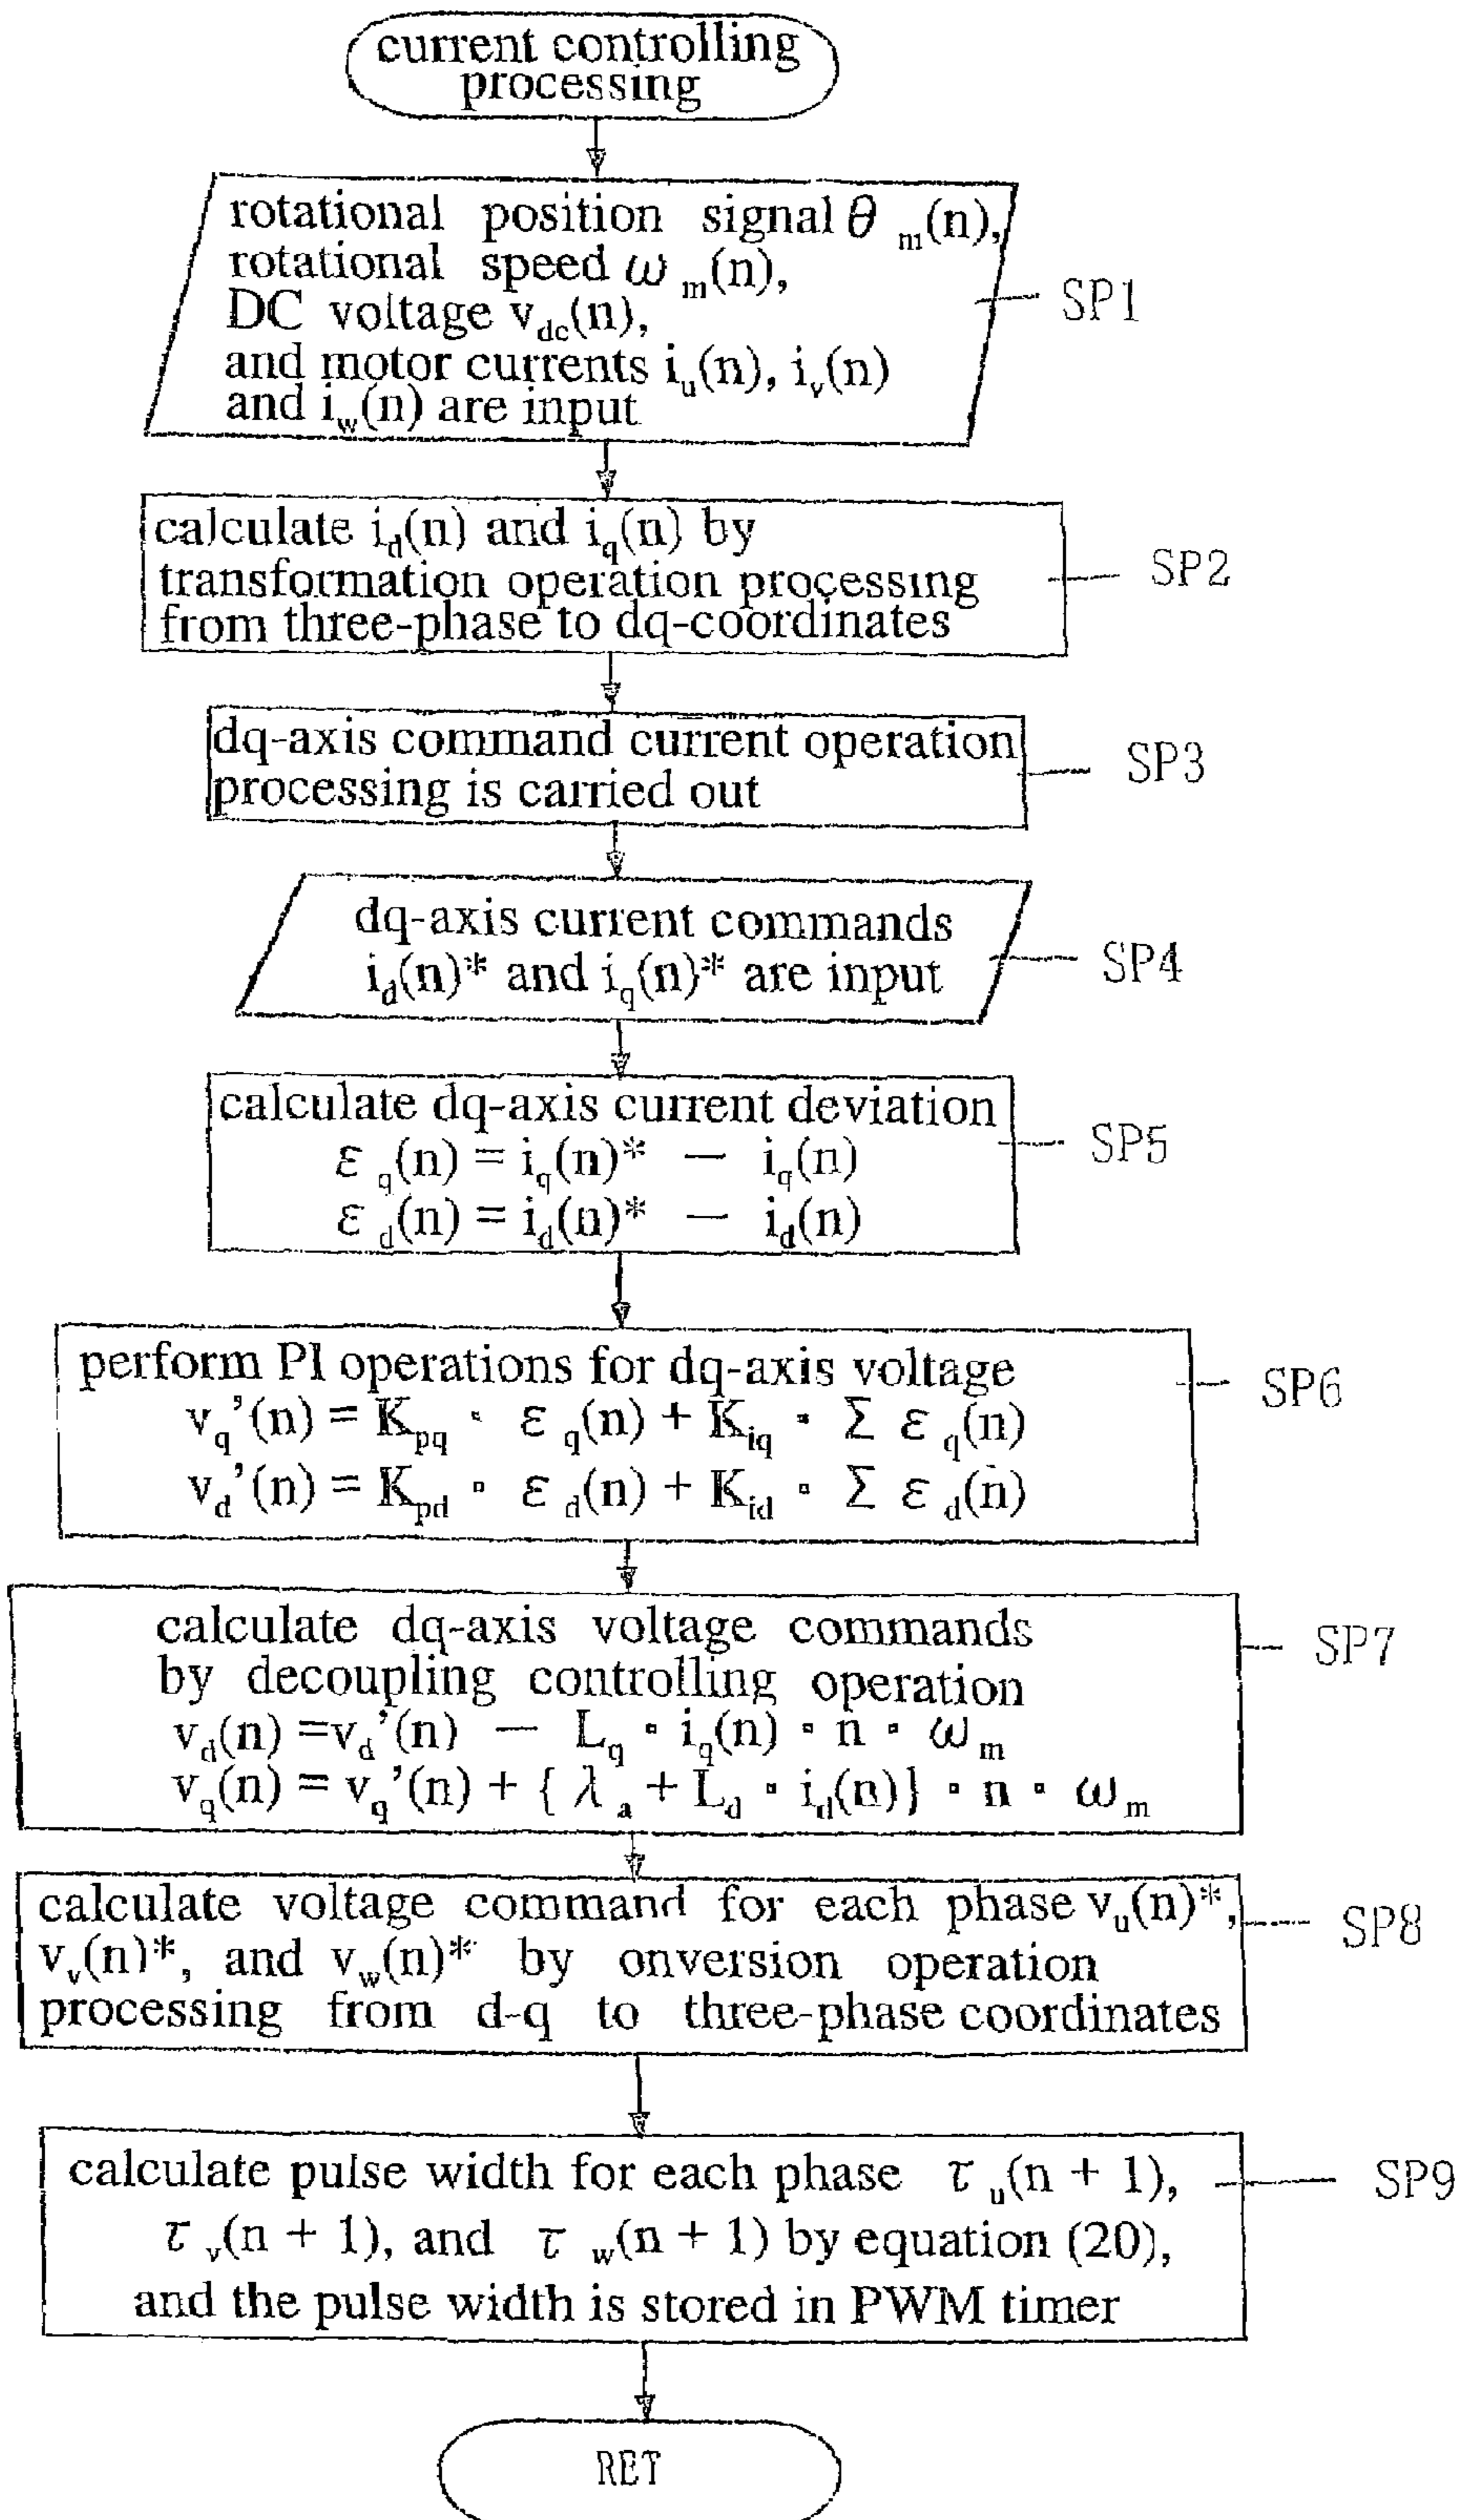 current controlling
processing
rotational position signal θ m(n),
rotational speed ω m(n),
DC voltage vdc(n),
and motor currents iu(n), iv(n)
and iw(n) are input
SP1
calculate id(n) and iq(n) by
transformation operation processing
from three-phase to dq-coordinates
SP2
dq-axis command current operation
processing is carried out
SP3
dq-axis current commands
id(n)* and iq(n)* are input
SP4
calculate dq-axis current deviation
ε q(n) = iq(n)* − iq(n)
ε d(n) = id(n)* − id(n)
SP5
perform PI operations for dq-axis voltage
vq’(n) = Kpq · ε q(n) + Kiq · Σ ε q(n)
vd’(n) = Kpd · ε d(n) + Kid · Σ ε d(n)
SP6
calculate dq-axis voltage commands
by decoupling controlling operation
vd(n) =vd’(n) − Lq · iq(n) · n · ω m
vq(n) = vq’(n) + { λ a + Ld · id(n)} · n · ω m
SP7
calculate voltage command for each phase vu(n)*,
vv(n)*, and vw(n)* by onversion operation
processing from d-q to three-phase coordinates
SP8
calculate pulse width for each phase τ u(n + 1),
τ v(n + 1), and τ w(n + 1) by equation (20),
and the pulse width is stored in PWM timer
SP9
RET